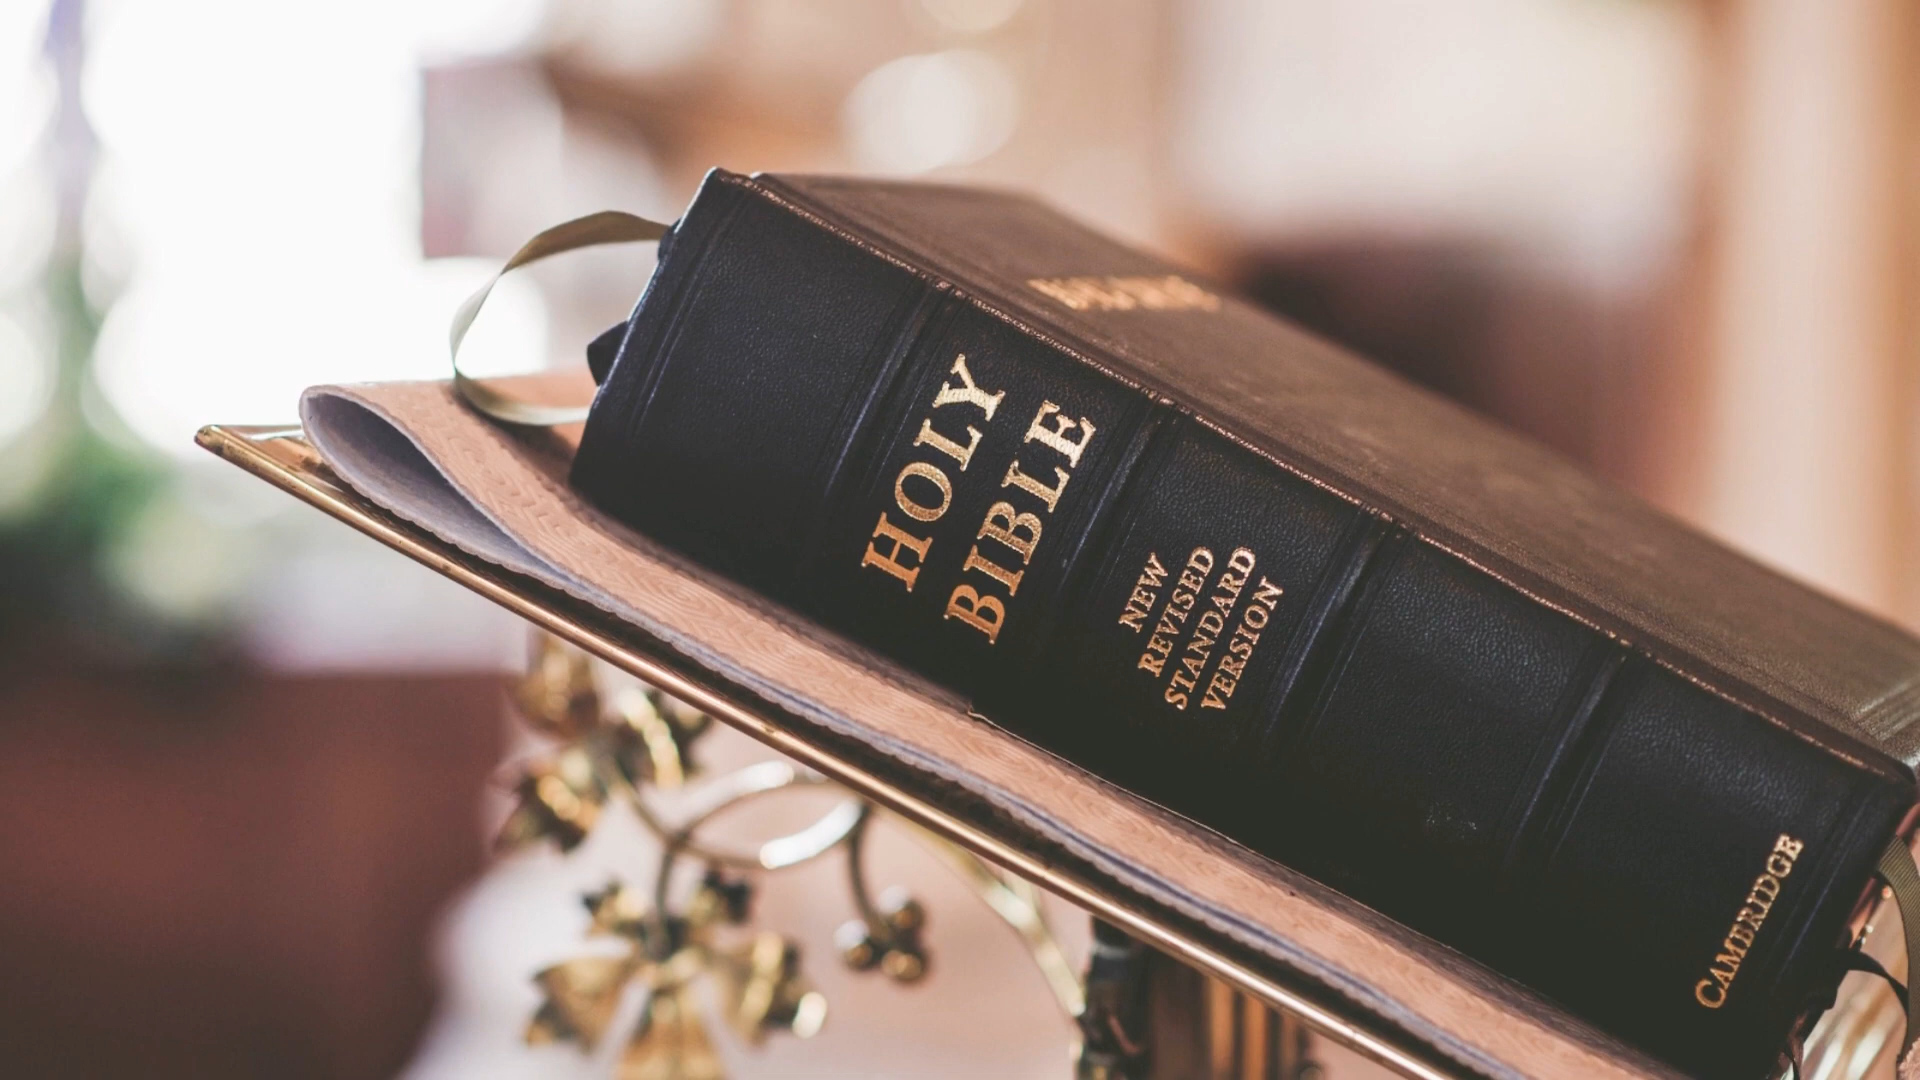 HOLY
BIBLE
NEW
REVISED
STANDARD
VERSION
CAMBRIDGE